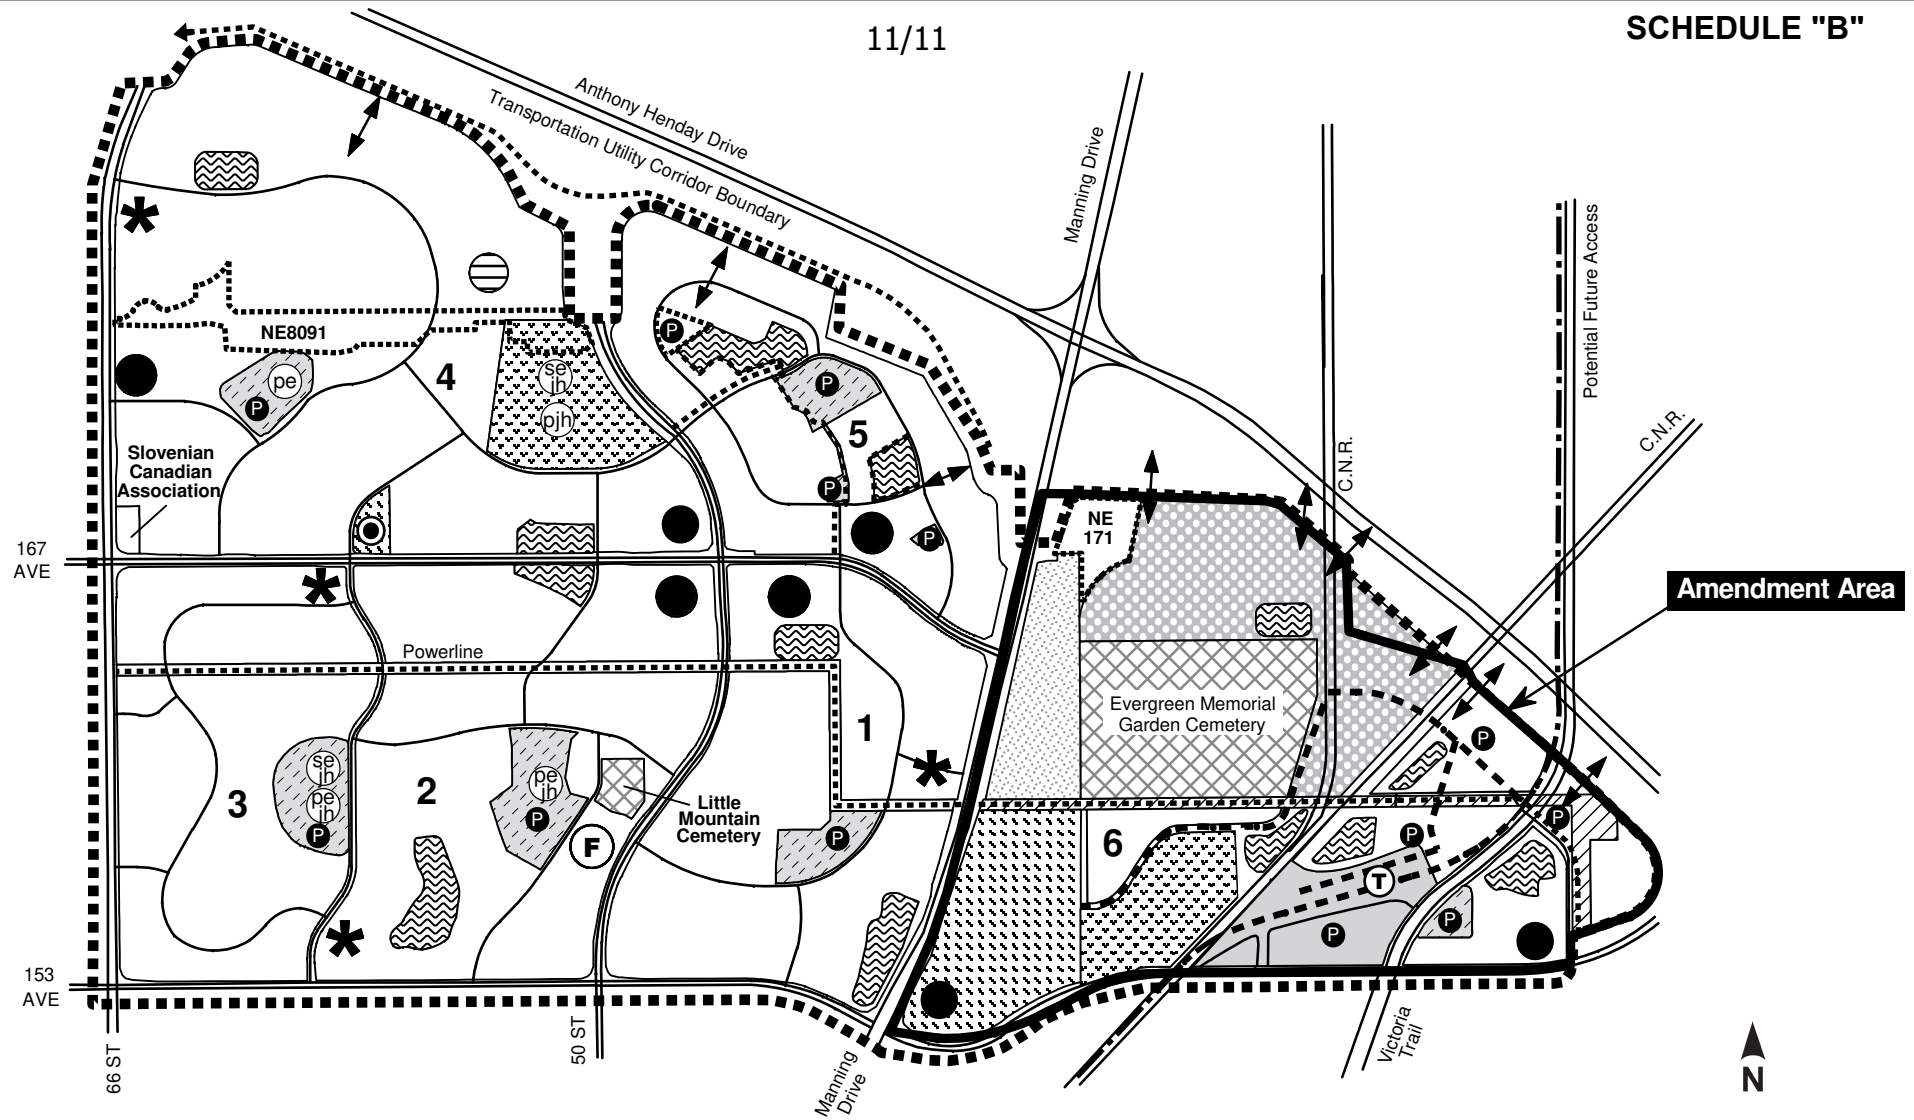 SCHEDULE "B"
11/11
Anthony Henday Drive
Transportation Utility Corridor Boundary
Manning Drive
Potential Future Access
C.N.R.
C.N.R.
NE8091
P
pe
P
4
se
jh
pjh
P
5
P
P
Slovenian
Canadian
Association
NE
171
167
AVE
Amendment Area
Powerline
Evergreen Memorial
Garden Cemetery
1
P
se
jh
pe
jh
P
3
2
pe
jh
P
Little
Mountain
Cemetery
F
P
6
P
P
T
P
P
153
AVE
66 ST
50 ST
Manning
Drive
Victoria
Trail
N